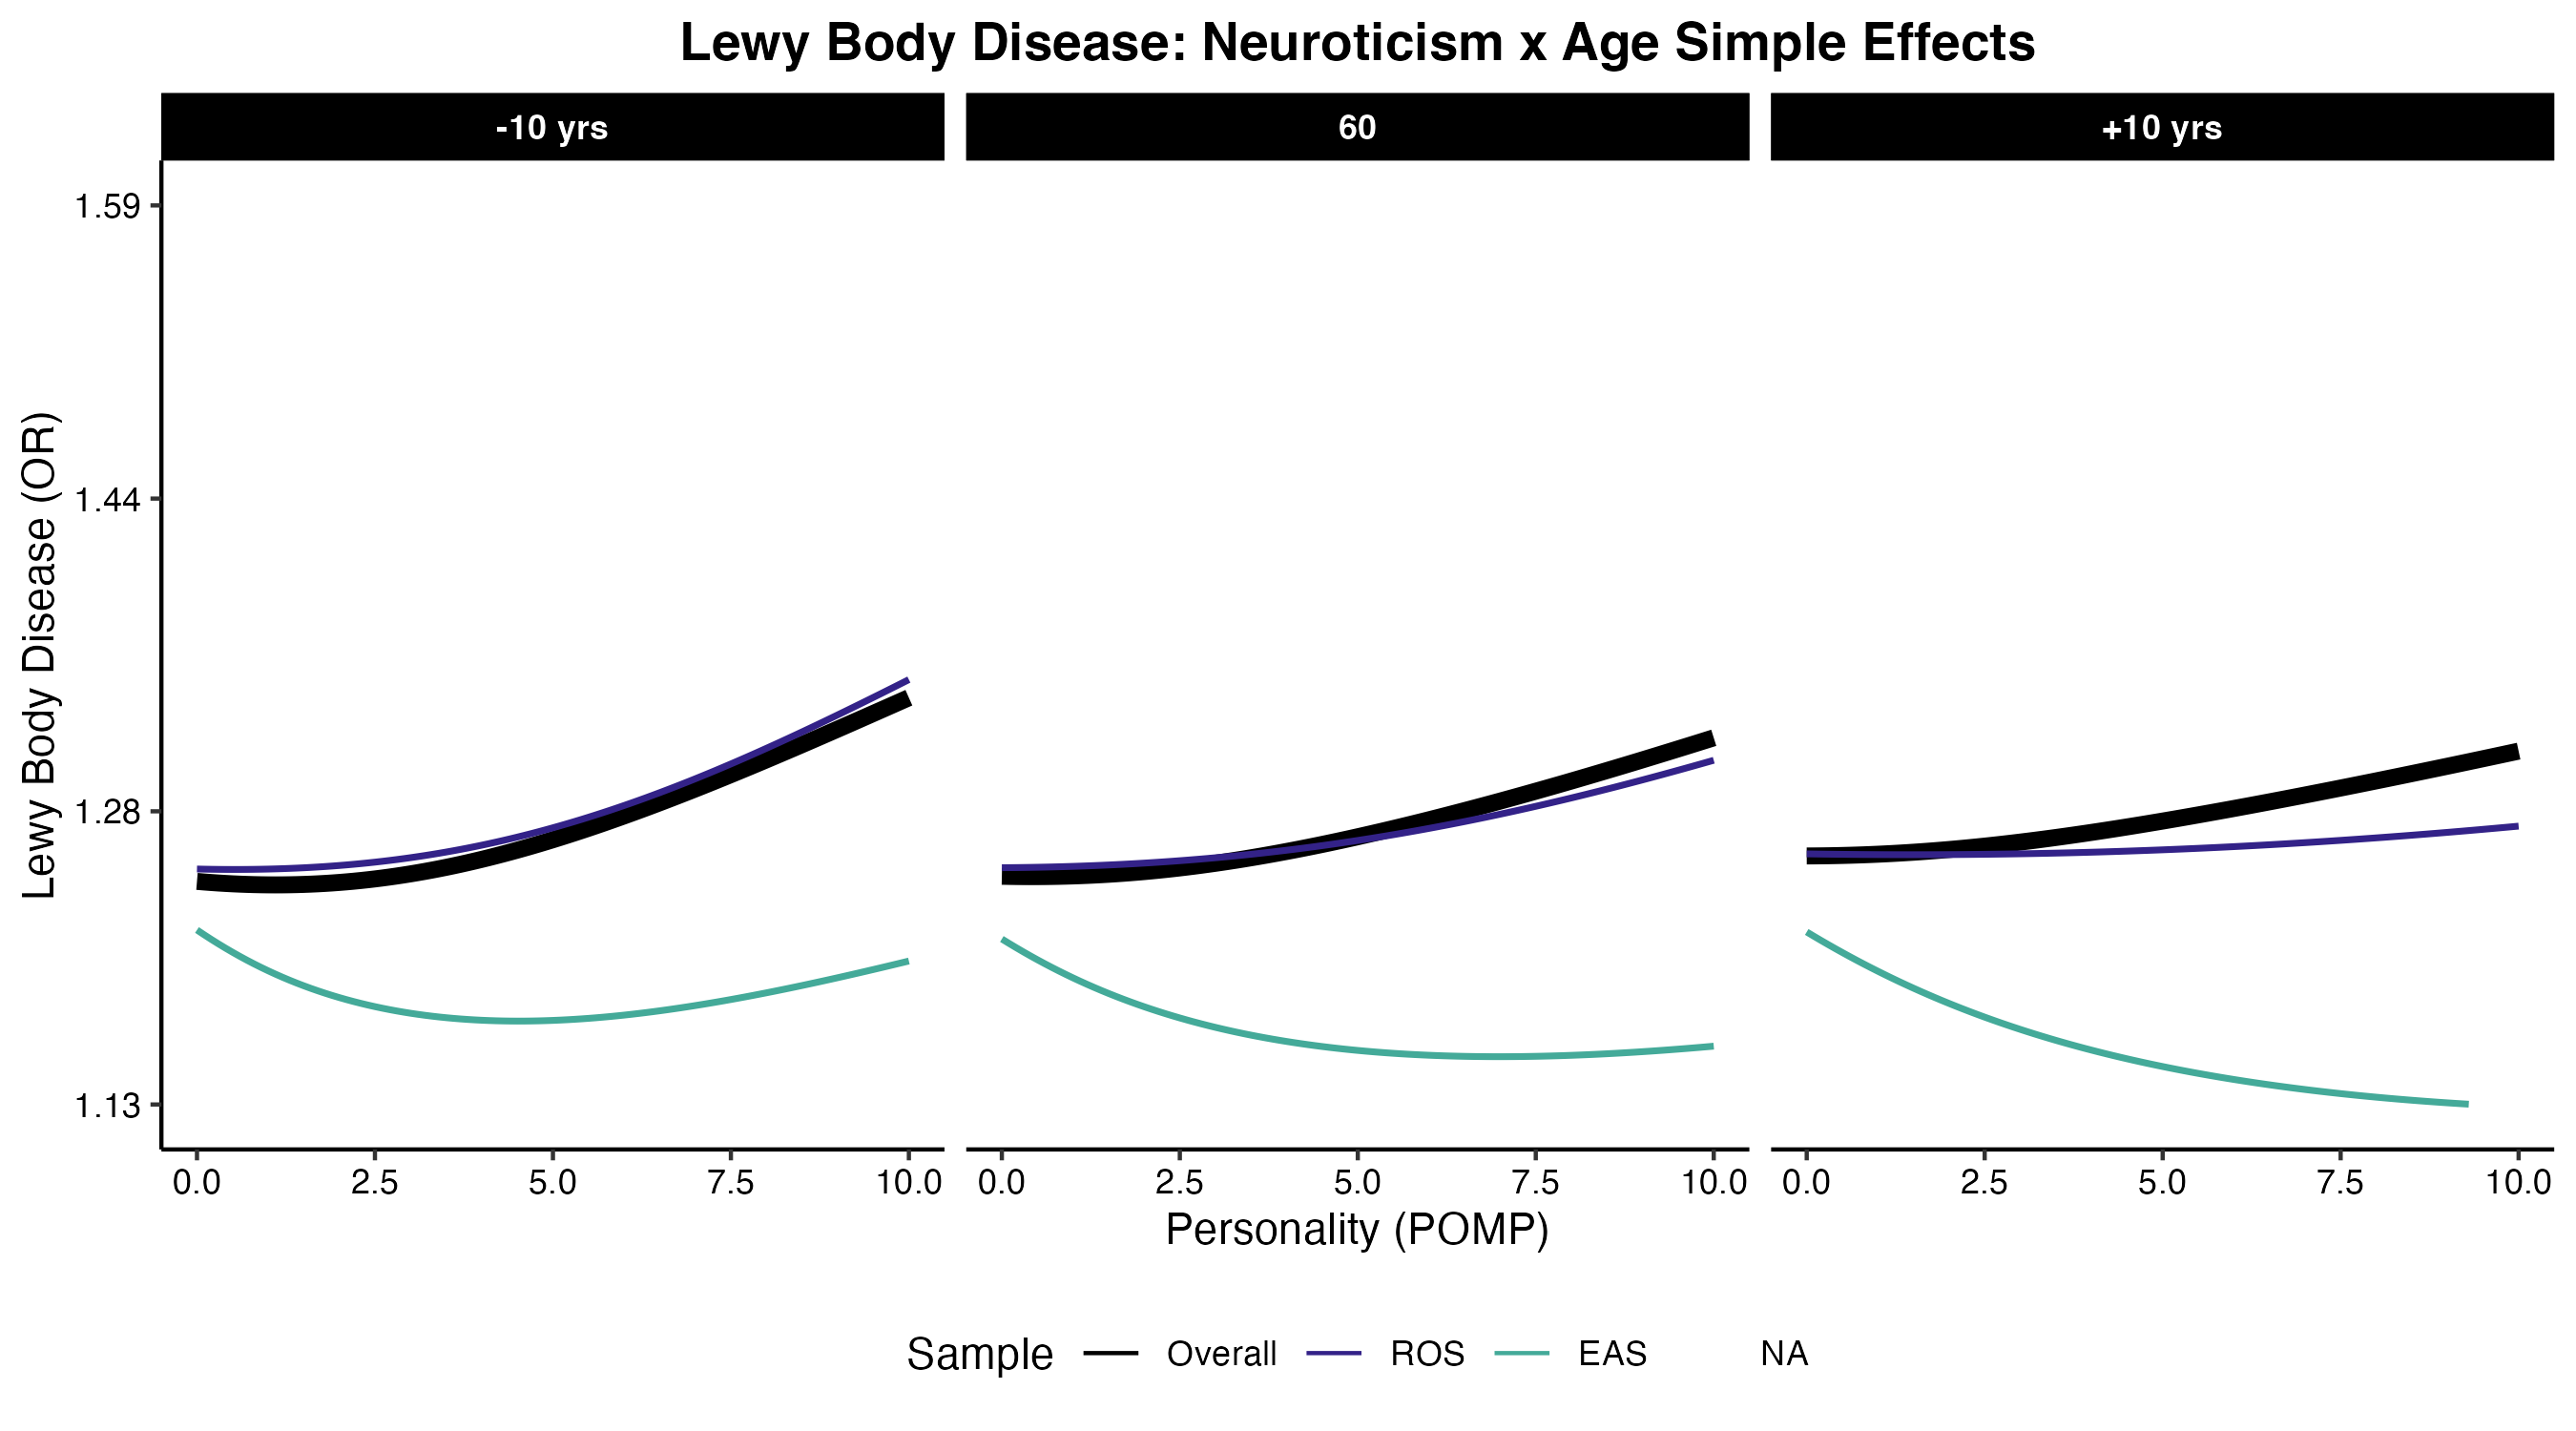 Lewy Body Disease: Neuroticism x Age Simple Effects
-10 yrs
60
+10 yrs
Lewy Body Disease (OR)
1.59
1.44
1.28
1.13
0.0 2.5 5.0 7.5 10.0
0.0 2.5 5.0 7.5 10.0
0.0 2.5 5.0 7.5 10.0
Personality (POMP)
Sample Overall ROS EAS NA